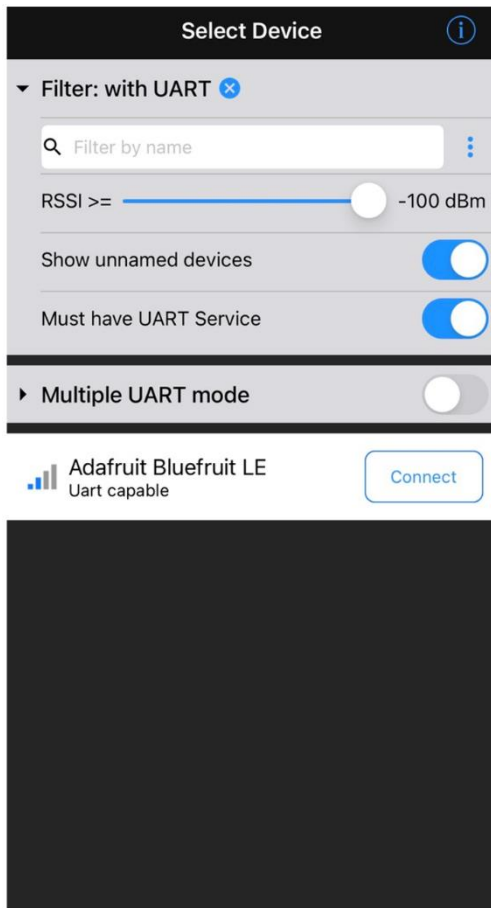 Select Device
Filter: with UART
Filter by name
RSSI >= -100 dBm
Show unnamed devices
Must have UART Service
Multiple UART mode
Adafruit Bluefruit LE
Uart capable
Connect